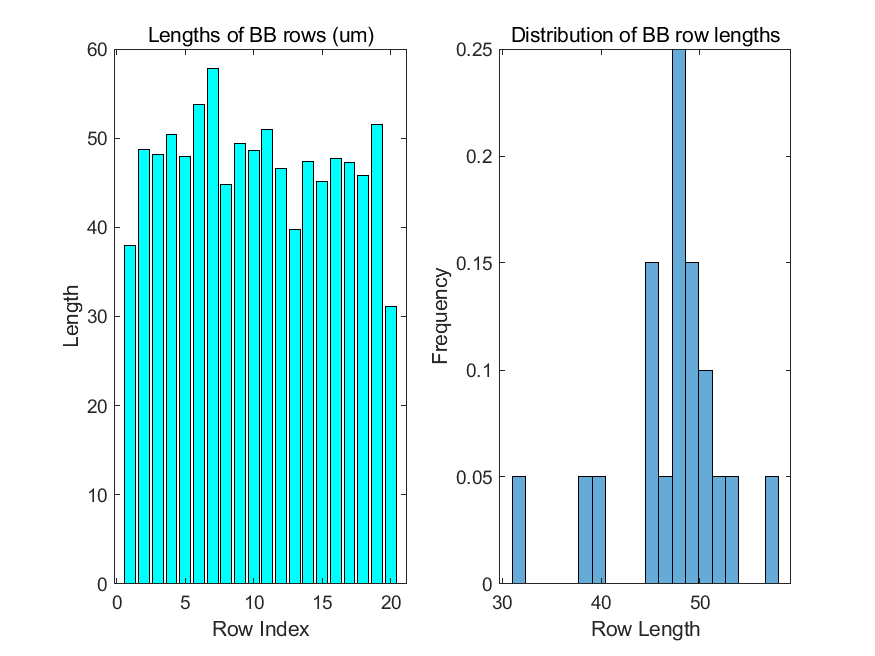 Lengths of BB rows (um)
60
50
40
30
20
10
0
Length
0 5 10 15 20
Row Index
Distribution of BB row lengths
0.25
0.2
0.15
0.1
0.05
0
Frequency
30 40 50
Row Length